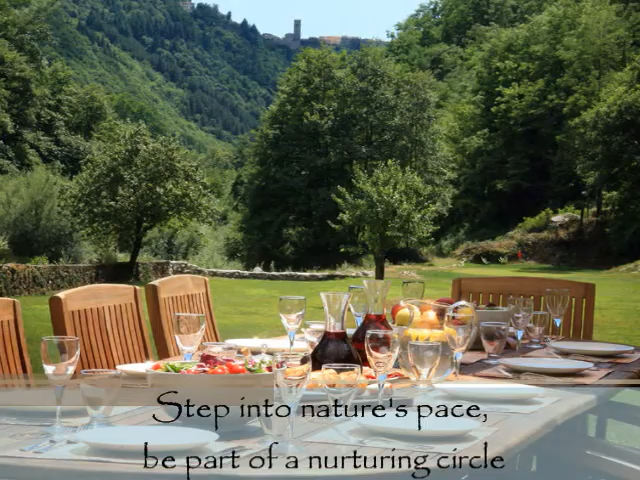 Step into nature's pace,
be part of a nurturing circle